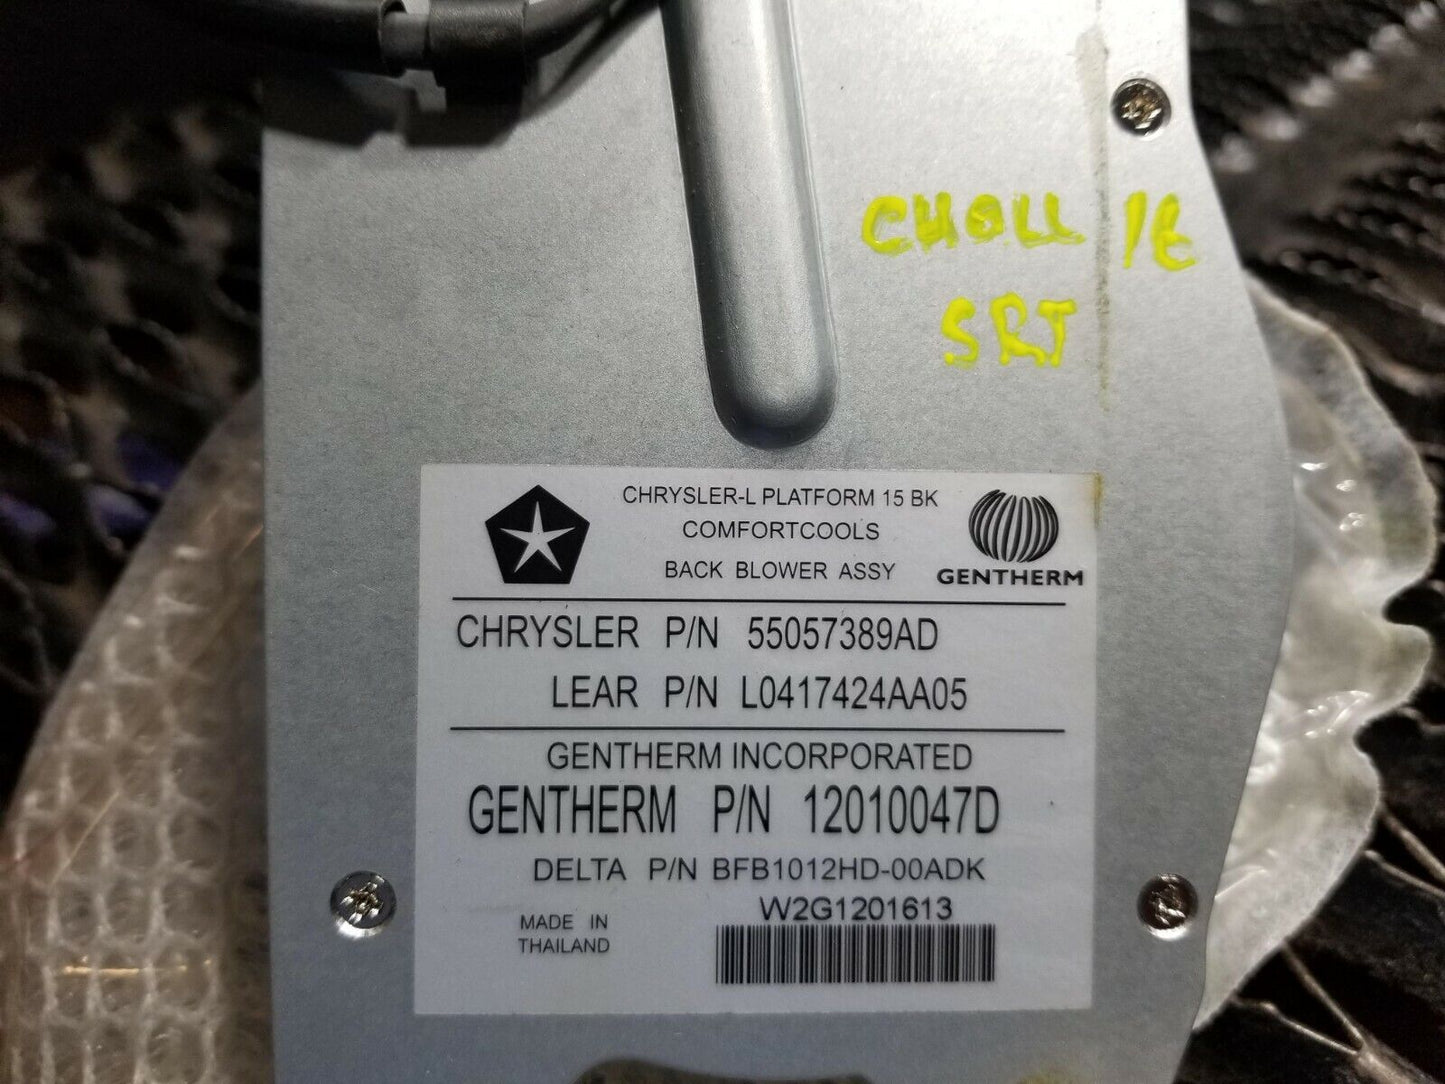 CHALL 16
SRT
CHRYSLER-L PLATFORM 15 BK
COMFORTCOOLS
BACK BLOWER ASSY
GENTHERM
CHRYSLER P/N 55057389AD
LEAR P/N L0417424AA05
GENTHERM INCORPORATED
GENTHERM P/N 12010047D
DELTA P/N BFB1012HD-00ADK
W2G1201613
MADE IN
THAILAND